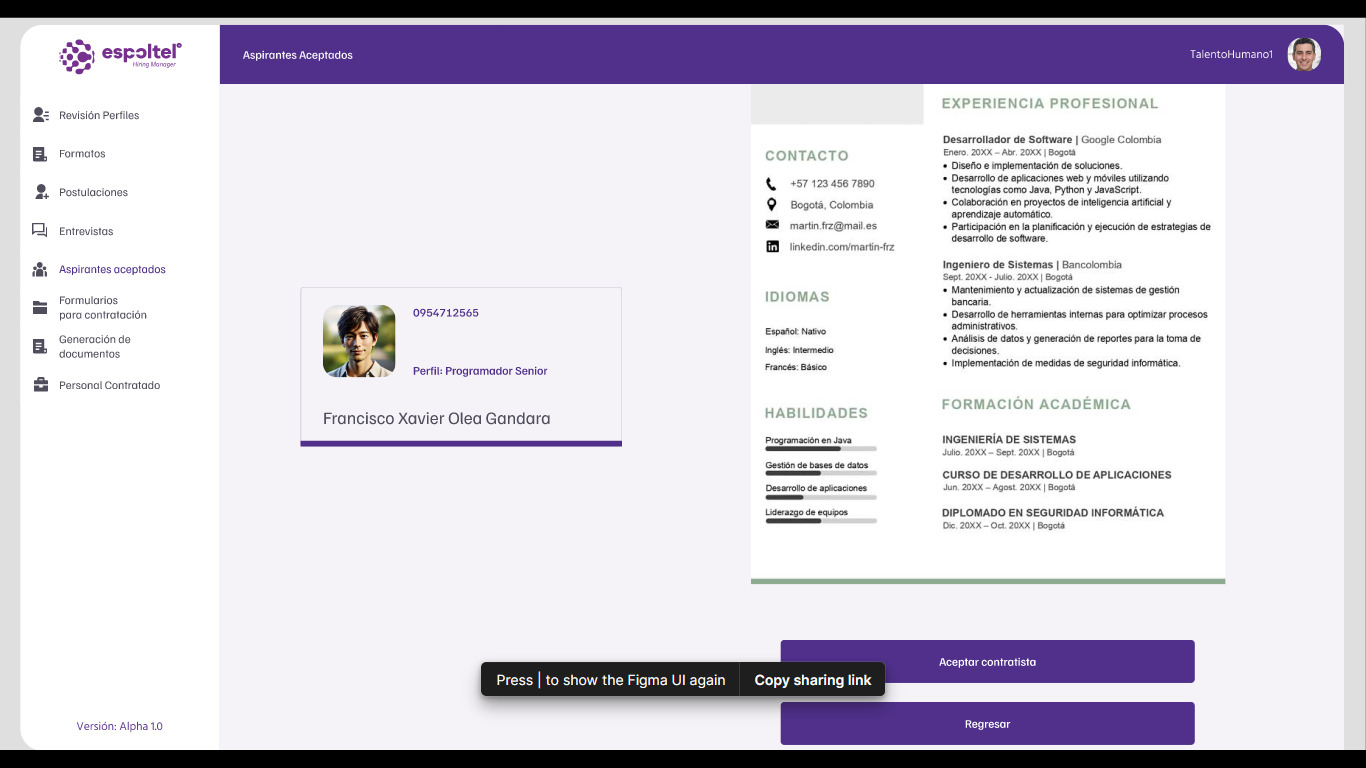 espoltel
Hiring Manager
Aspirantes Aceptados
TalentoHumano1
Revisión Perfiles
Formatos
Postulaciones
Entrevistas
Aspirantes aceptados
Formularios
para contratación
Generación de
documentos
Personal Contratado
Versión: Alpha 1.0
0954712565
Perfil: Programador Senior
Francisco Xavier Olea Gandara
CONTACTO
+57 123 456 7890
Bogotá, Colombia
martin.frz@mail.es
linkedin.com/martin-frz
IDIOMAS
Español: Nativo
Inglés: Intermedio
Francés: Básico
HABILIDADES
Programación en Java
Gestión de bases de datos
Desarrollo de aplicaciones
Liderazgo de equipos
EXPERIENCIA PROFESIONAL
Desarrollador de Software | Google Colombia
Enero. 20XX – Abr. 20XX | Bogotá
• Diseño e implementación de soluciones.
• Desarrollo de aplicaciones web y móviles utilizando
tecnologías como Java, Python y JavaScript.
• Colaboración en proyectos de inteligencia artificial y
aprendizaje automático.
• Participación en la planificación y ejecución de estrategias de
desarrollo de software.
Ingeniero de Sistemas | Bancolombia
Sept. 20XX - Julio. 20XX | Bogotá
• Mantenimiento y actualización de sistemas de gestión
bancaria.
• Desarrollo de herramientas internas para optimizar procesos
administrativos.
• Análisis de datos y generación de reportes para la toma de
decisiones.
• Implementación de medidas de seguridad informática.
FORMACIÓN ACADÉMICA
INGENIERÍA DE SISTEMAS
Julio. 20XX – Sept. 20XX | Bogotá
CURSO DE DESARROLLO DE APLICACIONES
Jun. 20XX – Agost. 20XX | Bogotá
DIPLOMADO EN SEGURIDAD INFORMÁTICA
Dic. 20XX – Oct. 20XX | Bogotá
Aceptar contratista
Press | to show the Figma UI again
Copy sharing link
Regresar